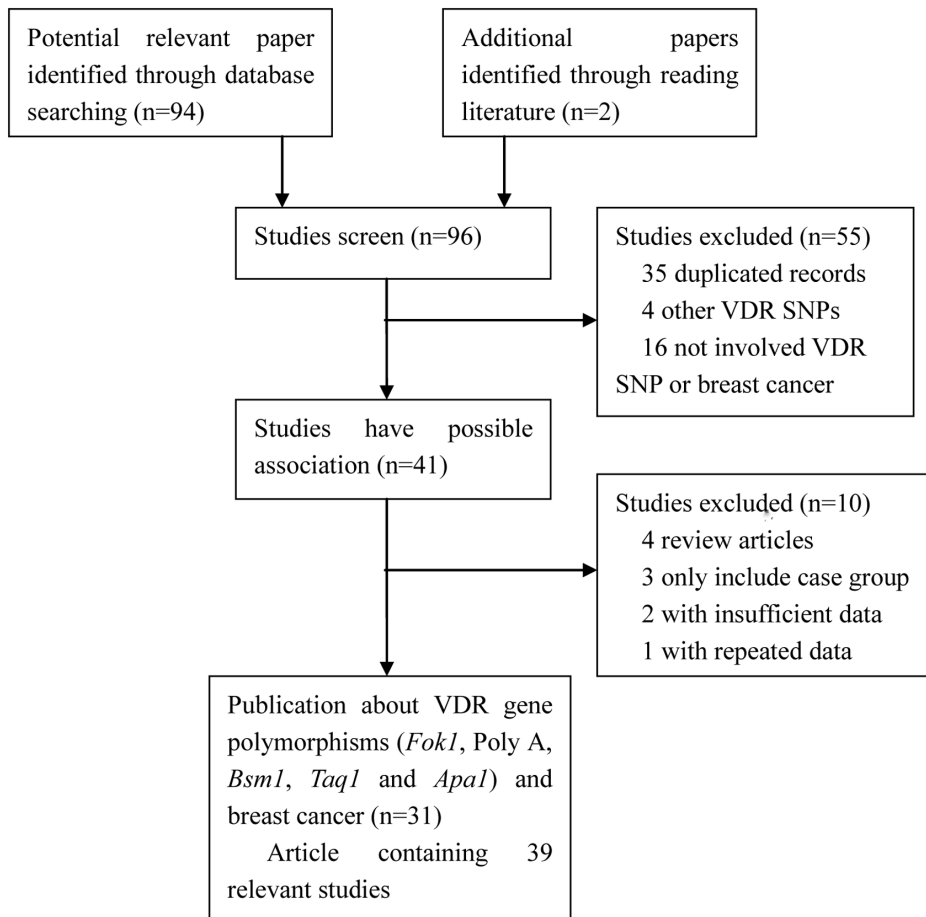 Potential relevant paper
identified through database
searching (n=94)
Additional papers
identified through reading
literature (n=2)
Studies screen (n=96)
Studies excluded (n=55)
35 duplicated records
4 other VDR SNPs
16 not involved VDR
SNP or breast cancer
Studies have possible
association (n=41)
Studies excluded (n=10)
4 review articles
3 only include case group
2 with insufficient data
1 with repeated data
Publication about VDR gene
polymorphisms (Fok1, Poly A,
Bsm1, Taq1 and Apa1) and
breast cancer (n=31)
Article containing 39
relevant studies